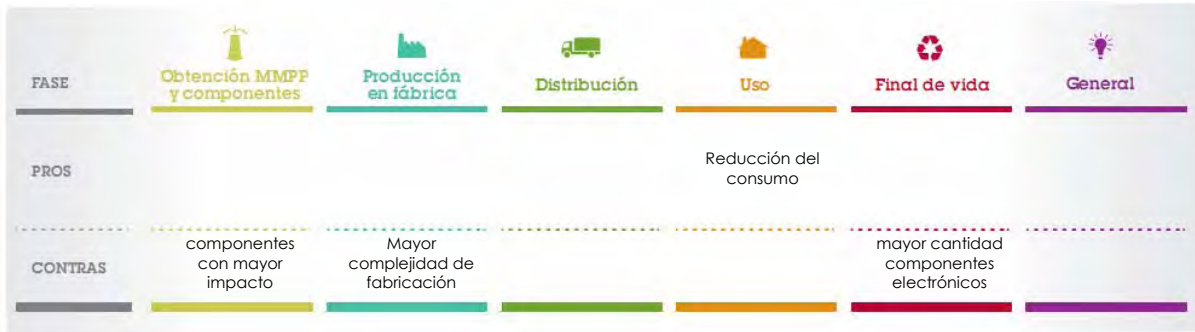 FASE
Obtención MMPP
y componentes
Producción
en fábrica
Distribución
Uso
Final de vida
General
PROS
Reducción del
consumo
CONTRAS
componentes
con mayor
impacto
Mayor
complejidad de
fabricación
mayor cantidad
componentes
electrónicos